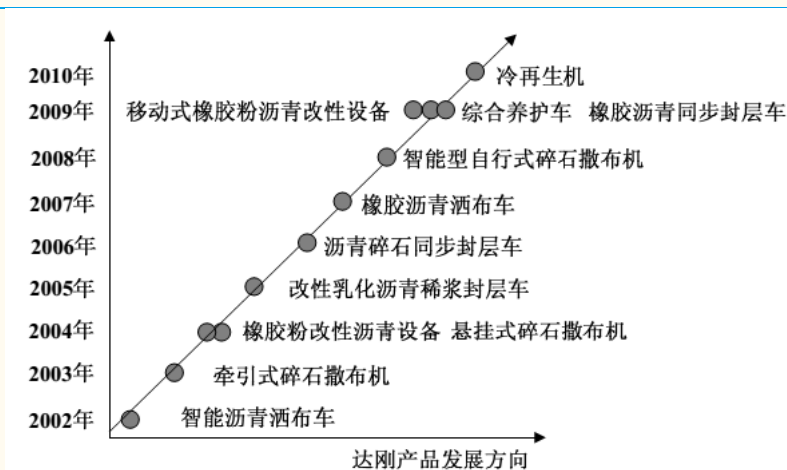 2010年 冷再生机
2009年 移动式橡胶粉沥青改性设备 综合养护车 橡胶沥青同步封层车
2008年 智能型自行式碎石撒布机
2007年 橡胶沥青洒布车
2006年 沥青碎石同步封层车
2005年 改性乳化沥青稀浆封层车
2004年 橡胶粉改性沥青设备 悬挂式碎石撒布机
2003年 牵引式碎石撒布机
2002年 智能沥青洒布车
达刚产品发展方向